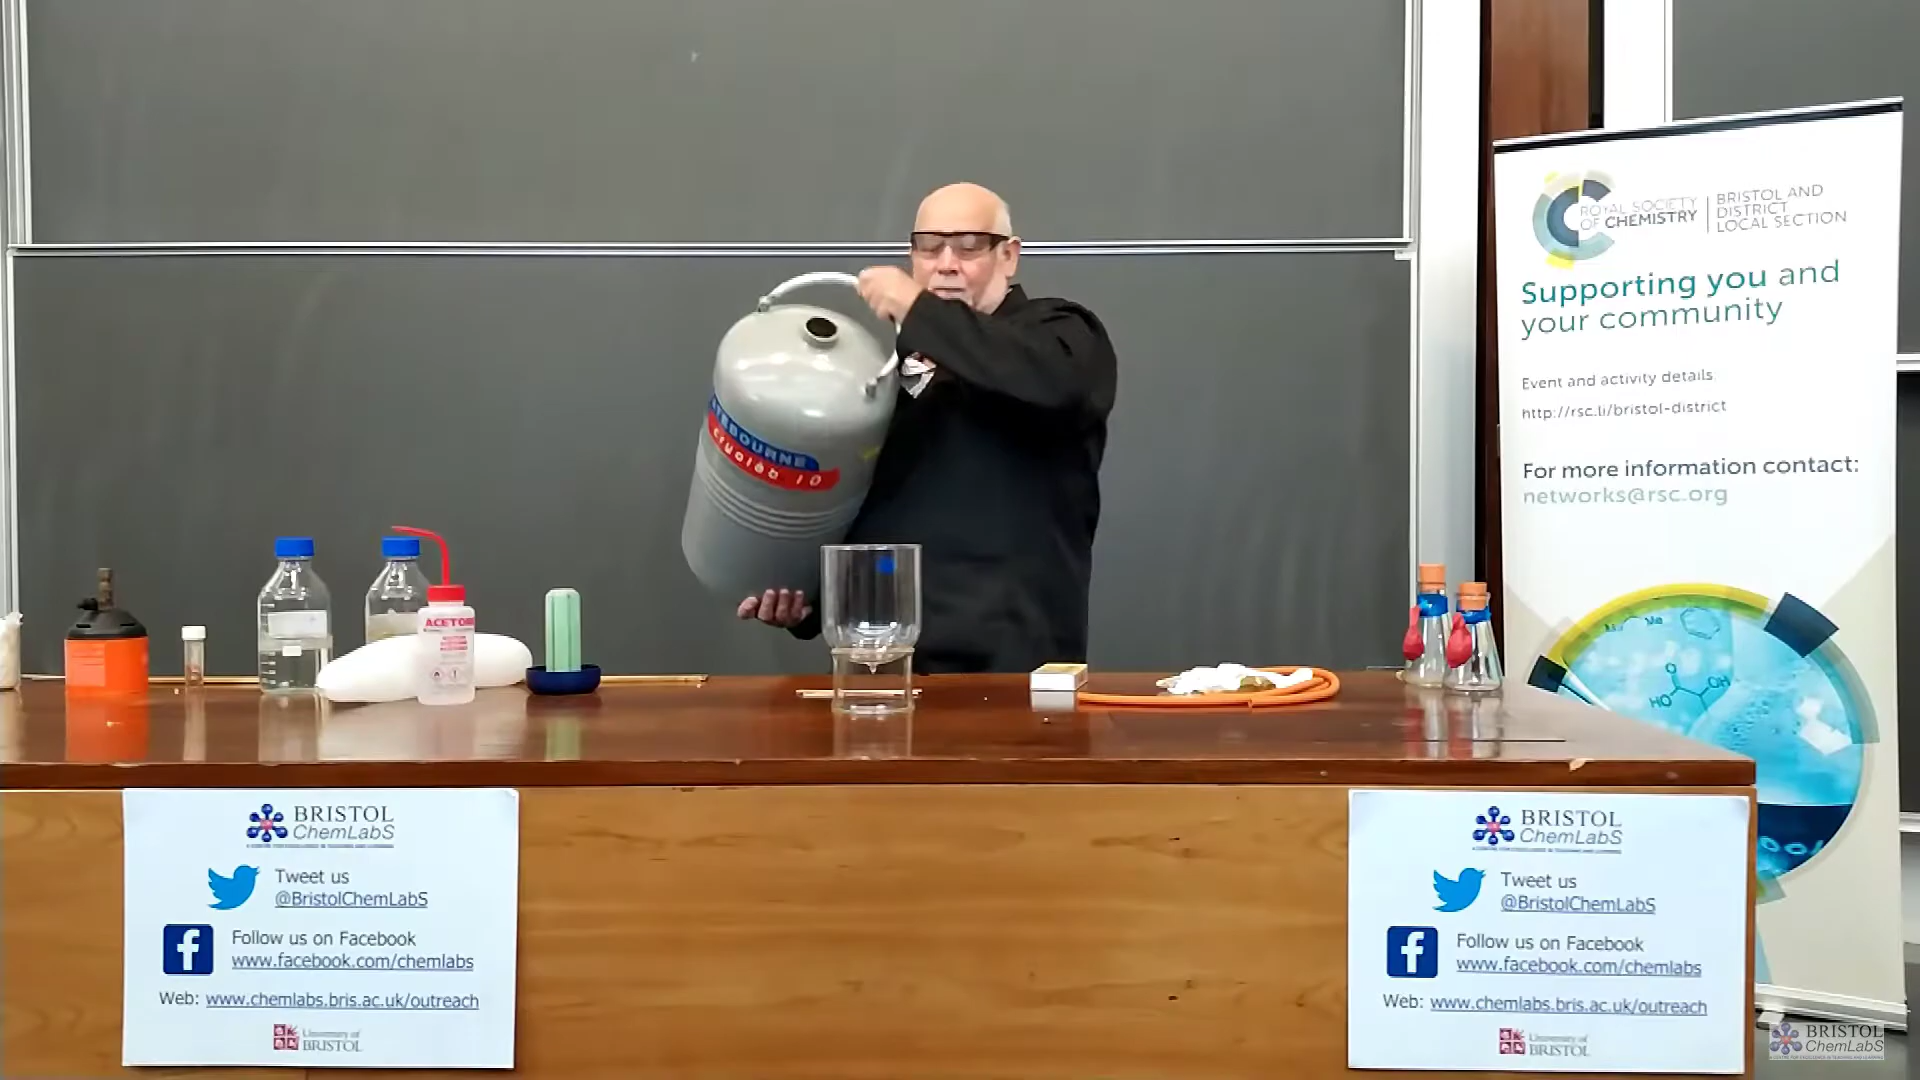 ROYAL SOCIETY
OF CHEMISTRY
BRISTOL AND
DISTRICT
LOCAL SECTION
Supporting you and
your community
Event and activity details
http://rsc.li/bristol-district
For more information contact:
networks@rsc.org
HO
OH
Me
cryolab 10
ACETON
BRISTOL
ChemLabS
Tweet us
@BristolChemLabS
Follow us on Facebook
www.facebook.com/chemlabs
Web: www.chemlabs.bris.ac.uk/outreach
University of
BRISTOL
BRISTOL
ChemLabS
Tweet us
@BristolChemLabS
Follow us on Facebook
www.facebook.com/chemlabs
Web: www.chemlabs.bris.ac.uk/outreach
University of
BRISTOL
BRISTOL
ChemLabS